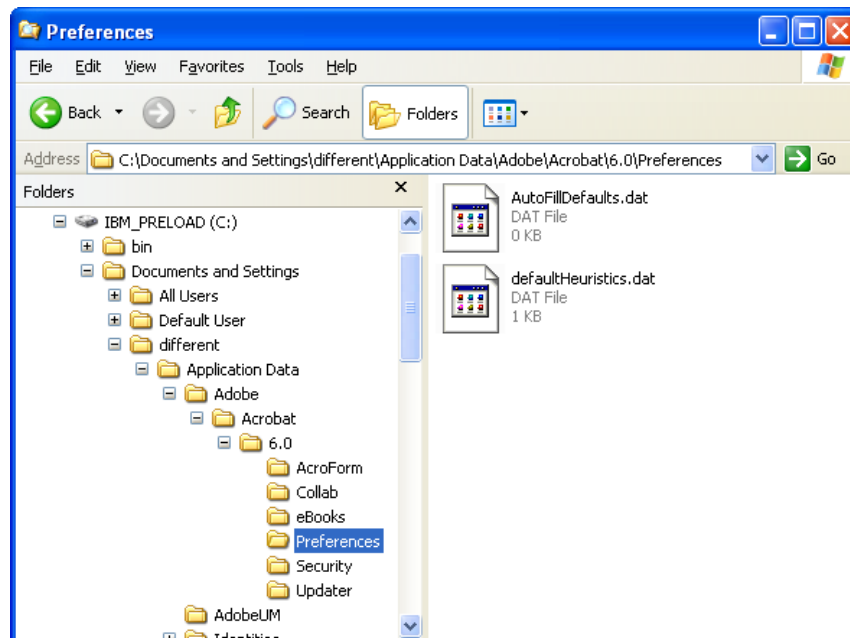 Preferences
File Edit View Favorites Tools Help
Back Search Folders
Address C:\Documents and Settings\different\Application Data\Adobe\Acrobat\6.0\Preferences Go
Folders
IBM_PRELOAD (C:)
bin
Documents and Settings
All Users
Default User
different
Application Data
Adobe
Acrobat
6.0
AcroForm
Collab
eBooks
Preferences
Security
Updater
AdobeUM
AutoFillDefaults.dat
DAT File
0 KB
defaultHeuristics.dat
DAT File
1 KB